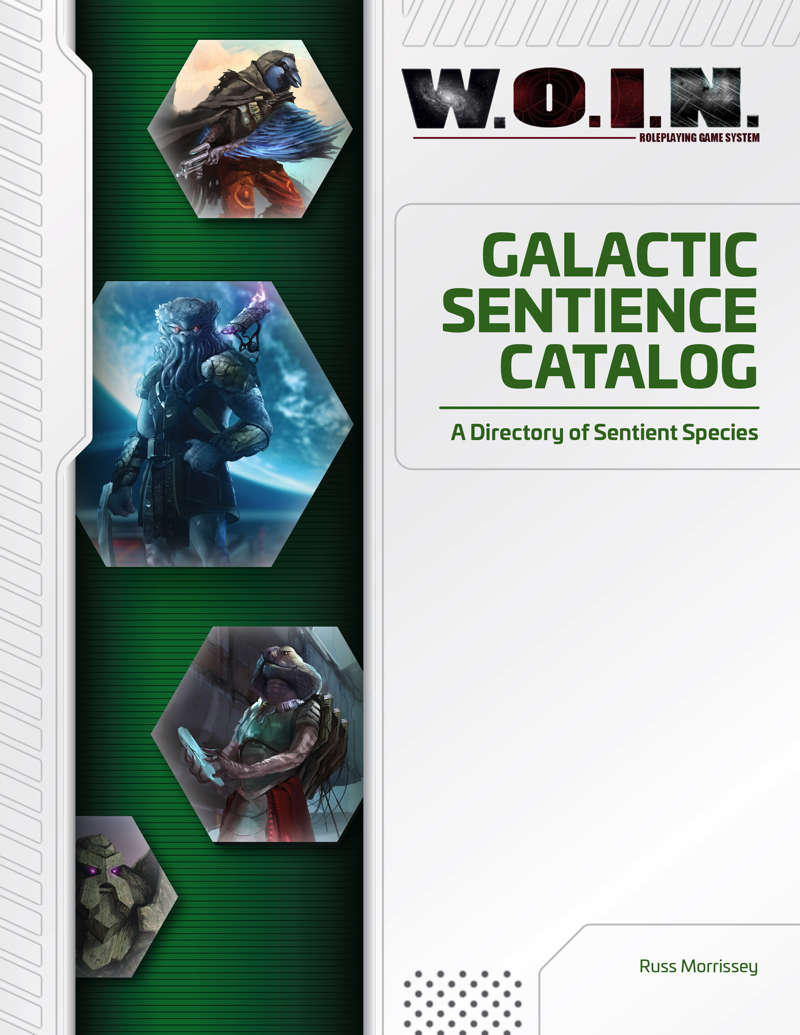 W.O.I.N.
ROLEPLAYING GAME SYSTEM
GALACTIC
SENTIENCE
CATALOG
A Directory of Sentient Species
Russ Morrissey